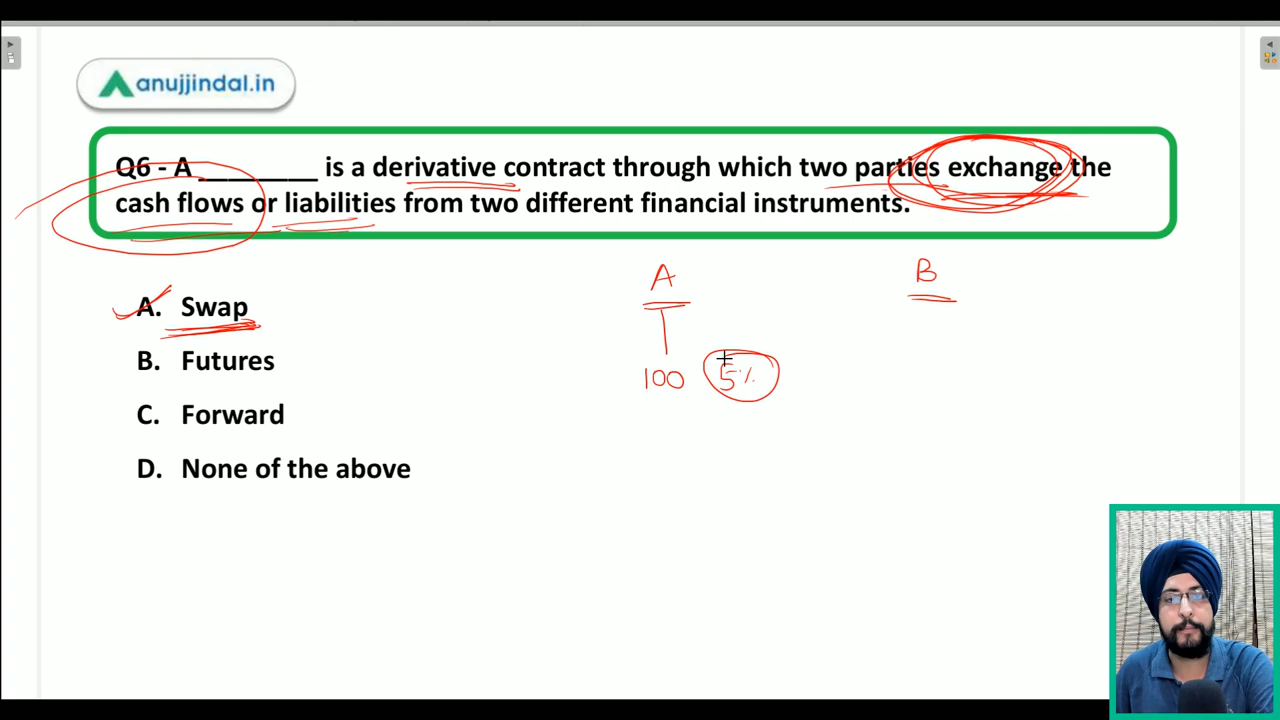 anujjindal.in
Q6 - A ________ is a derivative contract through which two parties exchange the
cash flows or liabilities from two different financial instruments.
A. Swap
B. Futures
C. Forward
D. None of the above
A B
100 5%